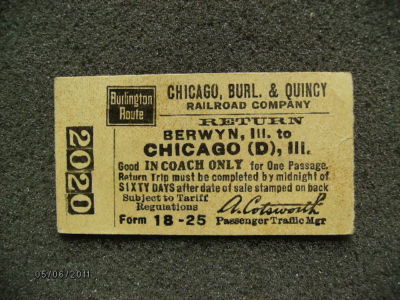 Burlington
Route
CHICAGO, BURL. & QUINCY
RAILROAD COMPANY
RETURN
BERWYN, Ill. to
CHICAGO (D), Ill.
Good IN COACH ONLY for One Passage.
Return Trip must be completed by midnight of
SIXTY DAYS after date of sale stamped on back
Subject to Tariff
Regulations
A. Cotsworth
Form 18-25 Passenger Traffic Mgr
2020
05/06/2011